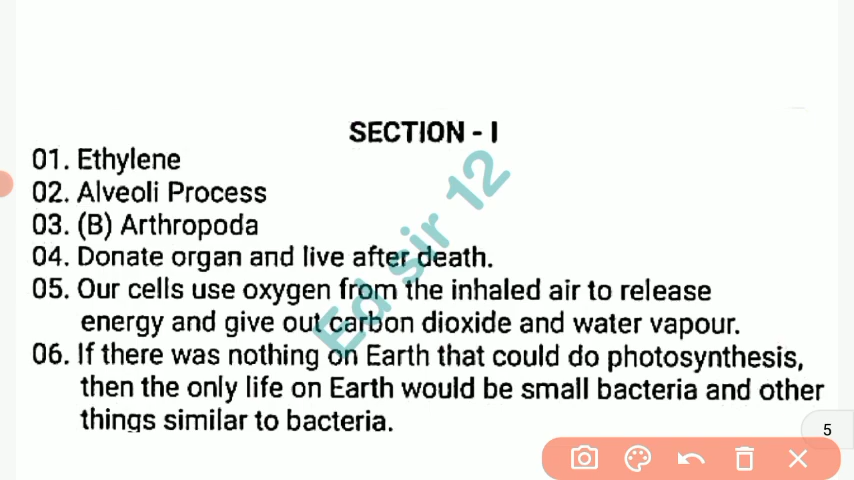 SECTION - I
01. Ethylene
02. Alveoli Process
03. (B) Arthropoda
04. Donate organ and live after death.
05. Our cells use oxygen from the inhaled air to release
energy and give out carbon dioxide and water vapour.
06. If there was nothing on Earth that could do photosynthesis,
then the only life on Earth would be small bacteria and other
things similar to bacteria.
Ed sir 12
5